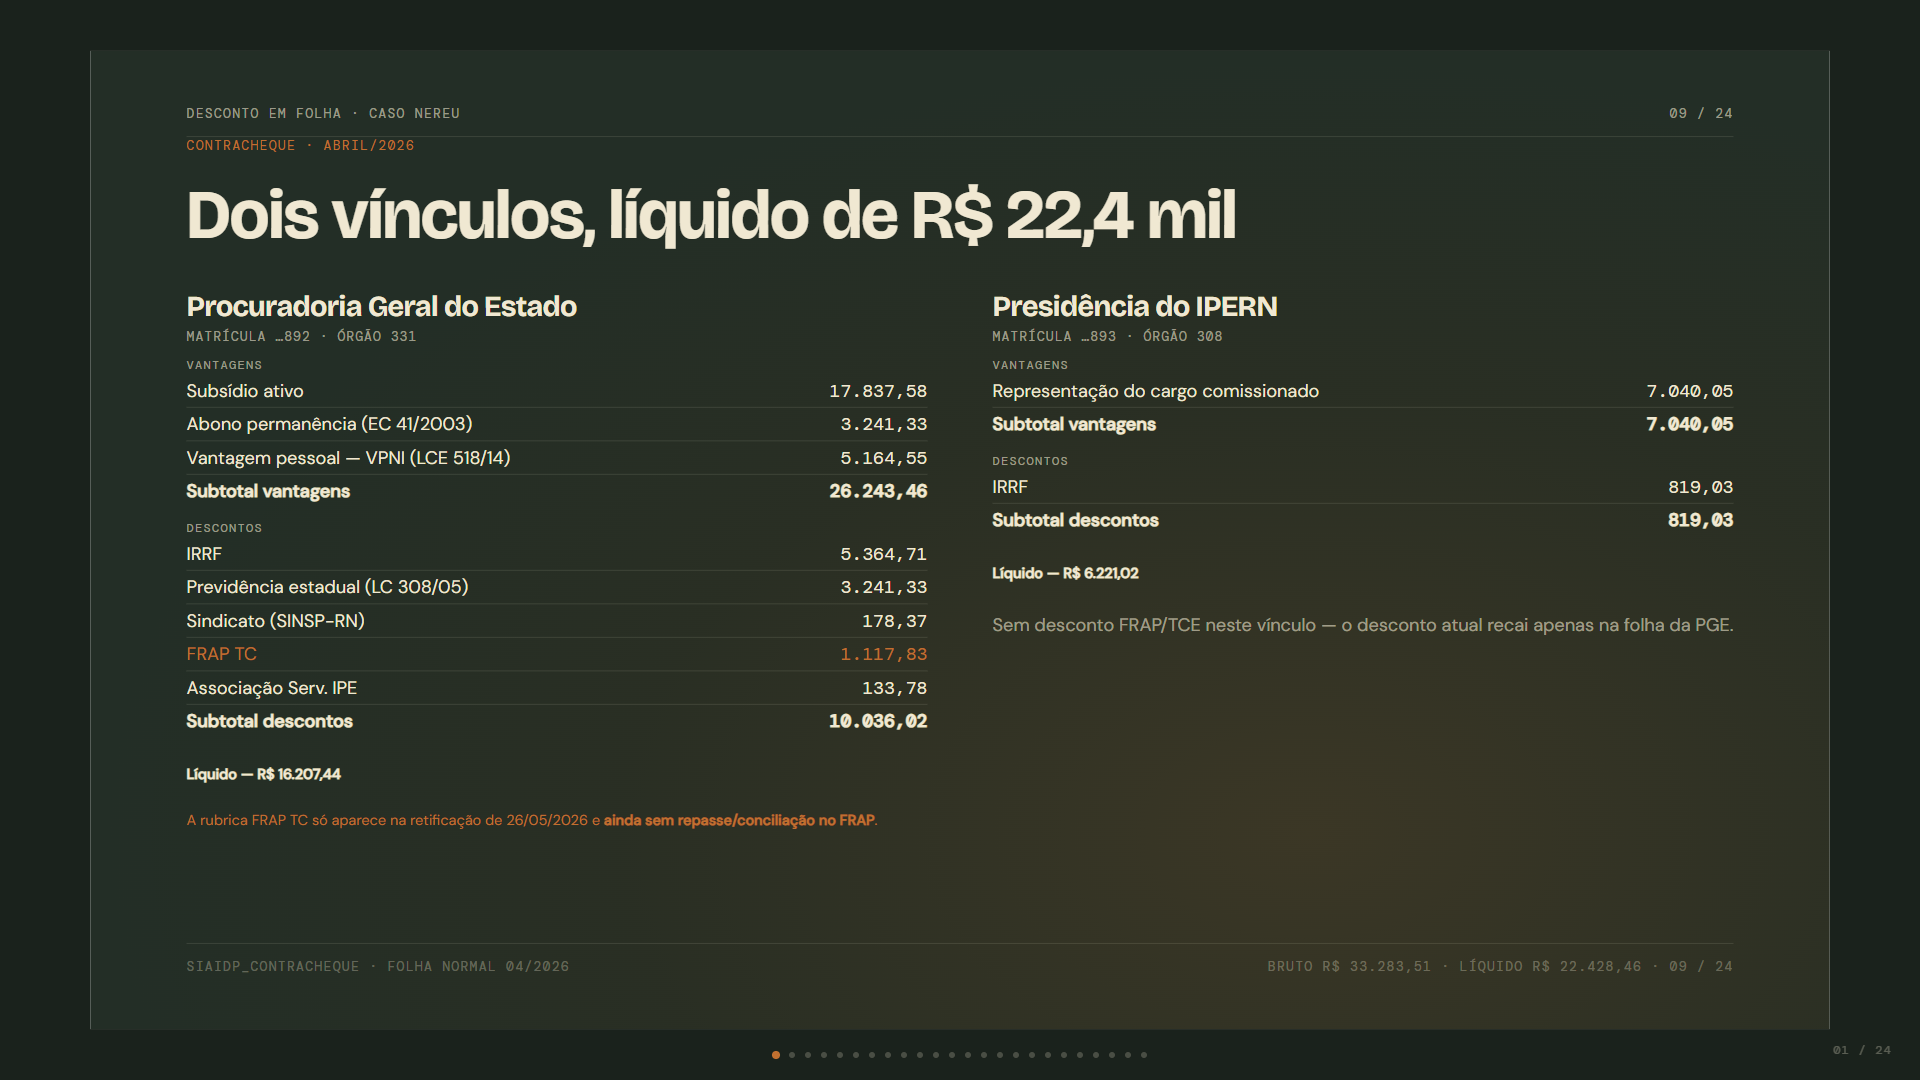 DESCONTO EM FOLHA · CASO NEREU
09 / 24
CONTRACHEQUE · ABRIL/2026
Dois vínculos, líquido de R$ 22,4 mil
Procuradoria Geral do Estado
MATRÍCULA …892 · ÓRGÃO 331
VANTAGENS
Subsídio ativo 17.837,58
Abono permanência (EC 41/2003) 3.241,33
Vantagem pessoal — VPNI (LCE 518/14) 5.164,55
Subtotal vantagens 26.243,46
DESCONTOS
IRRF 5.364,71
Previdência estadual (LC 308/05) 3.241,33
Sindicato (SINSP-RN) 178,37
FRAP TC 1.117,83
Associação Serv. IPE 133,78
Subtotal descontos 10.036,02
Líquido — R$ 16.207,44
A rubrica FRAP TC só aparece na retificação de 26/05/2026 e ainda sem repasse/conciliação no FRAP.
Presidência do IPERN
MATRÍCULA …893 · ÓRGÃO 308
VANTAGENS
Representação do cargo comissionado 7.040,05
Subtotal vantagens 7.040,05
DESCONTOS
IRRF 819,03
Subtotal descontos 819,03
Líquido — R$ 6.221,02
Sem desconto FRAP/TCE neste vínculo — o desconto atual recai apenas na folha da PGE.
SIAIDP_CONTRACHEQUE · FOLHA NORMAL 04/2026
BRUTO R$ 33.283,51 · LÍQUIDO R$ 22.428,46 · 09 / 24
01 / 24